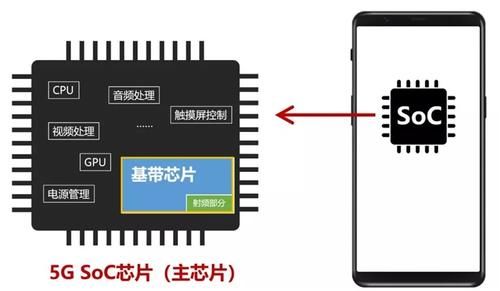 CPU
音频处理
触摸屏控制
视频处理
......
GPU
基带芯片
电源管理
射频部分
5G SoC芯片（主芯片）
SoC